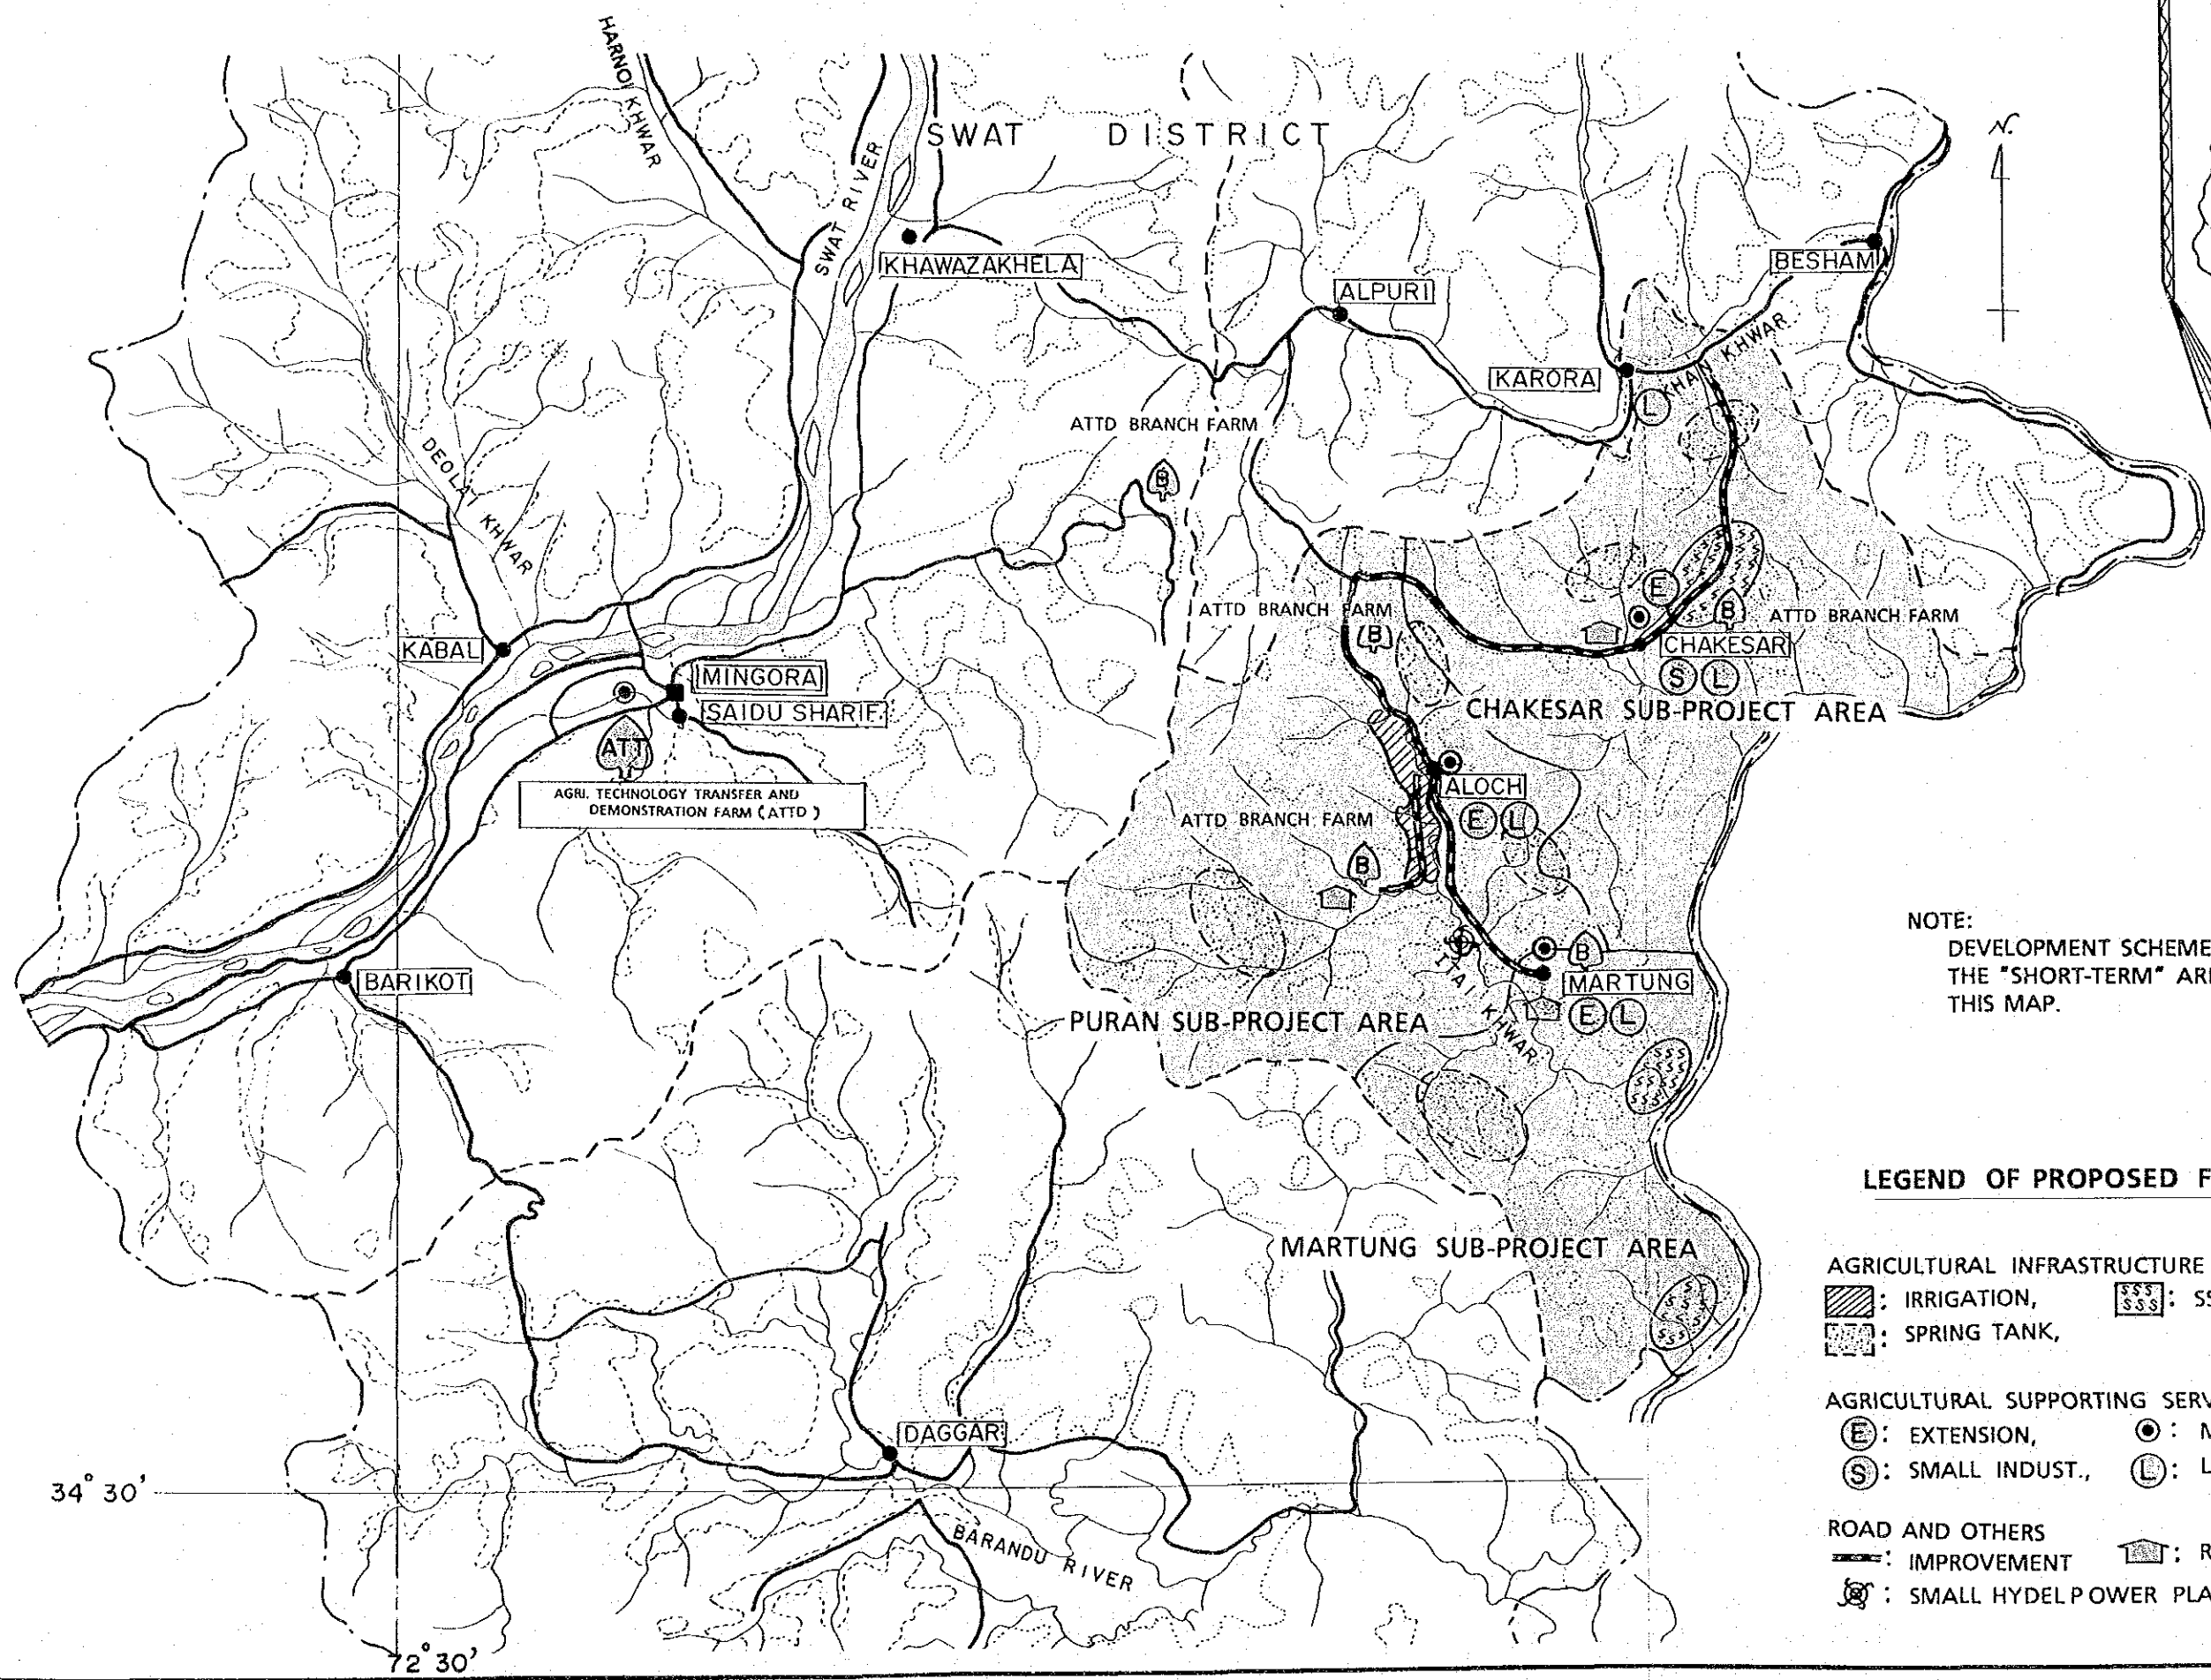 HARNOI KHWAR
SWAT DISTRICT
SWAT RIVER
N.
KHAWAZAKHELA
BESHAM
ALPURI
KARORA
KHAN KHWAR
L
ATTD BRANCH FARM
B
DEOLAI KHWAR
ATTD BRANCH FARM
B
E
B
ATTD BRANCH FARM
KABAL
CHAKESAR
S L
MINGORA
SAIDU SHARIF
CHAKESAR SUB-PROJECT AREA
ATT
ALOCH
AGRI. TECHNOLOGY TRANSFER AND
DEMONSTRATION FARM (ATTD)
ATTD BRANCH FARM
E L
B
NOTE:
DEVELOPMENT SCHEME
THE "SHORT-TERM" AR
THIS MAP.
B
BARIKOT
MARTUNG
ITAI KHWAR
E L
PURAN SUB-PROJECT AREA
LEGEND OF PROPOSED F
MARTUNG SUB-PROJECT AREA
AGRICULTURAL INFRASTRUCTURE
: IRRIGATION,
SSS SSS : SS
: SPRING TANK,
AGRICULTURAL SUPPORTING SERV
E : EXTENSION,
: M
S : SMALL INDUST.,
L : L
DAGGAR
34° 30'
BARANDU RIVER
ROAD AND OTHERS
: IMPROVEMENT
: R
: SMALL HYDEL POWER PLA
72° 30'